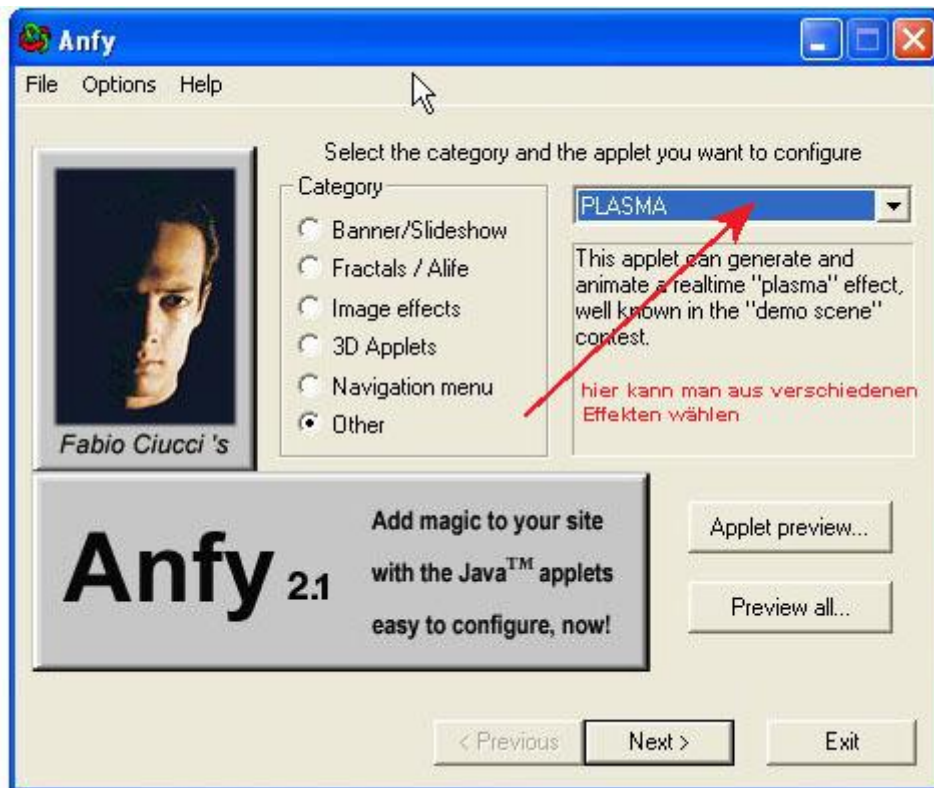 Anfy
File Options Help
Select the category and the applet you want to configure
Category
Banner/Slideshow
Fractals / Alife
Image effects
3D Applets
Navigation menu
Other
PLASMA
This applet can generate and
animate a realtime "plasma" effect,
well known in the "demo scene"
contest.
hier kann man aus verschiedenen
Effekten wählen
Fabio Ciucci 's
Anfy 2.1
Add magic to your site
with the Java™ applets
easy to configure, now!
Applet preview...
Preview all...
< Previous
Next >
Exit